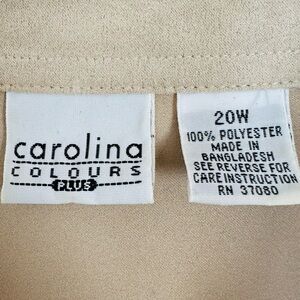 carolina
COLOURS
PLUS
20W
100% POLYESTER
MADE IN
BANGLADESH
SEE REVERSE FOR
CARE INSTRUCTION
RN 37080